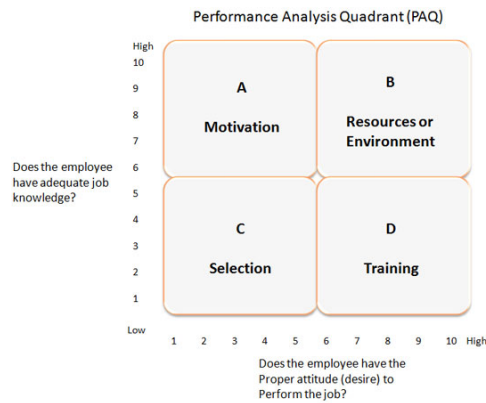 Performance Analysis Quadrant (PAQ)
High
10
9
8
7
6
5
4
3
2
1
Low
Does the employee
have adequate job
knowledge?
A
Motivation
B
Resources or
Environment
C
Selection
D
Training
1 2 3 4 5 6 7 8 9 10 High
Does the employee have the
Proper attitude (desire) to
Perform the job?